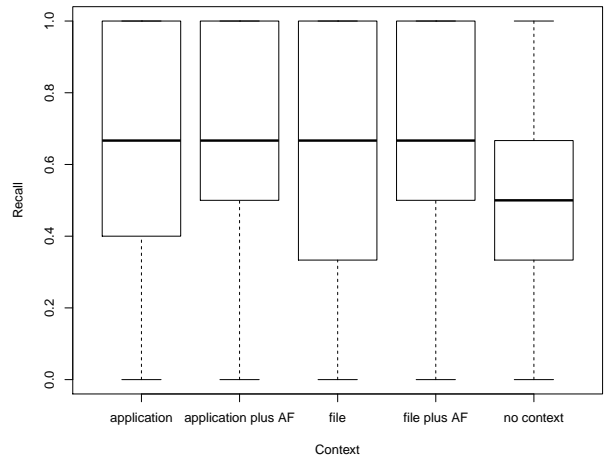 1.0
0.8
0.6
0.4
0.2
0.0
Recall
application application plus AF file file plus AF no context
Context